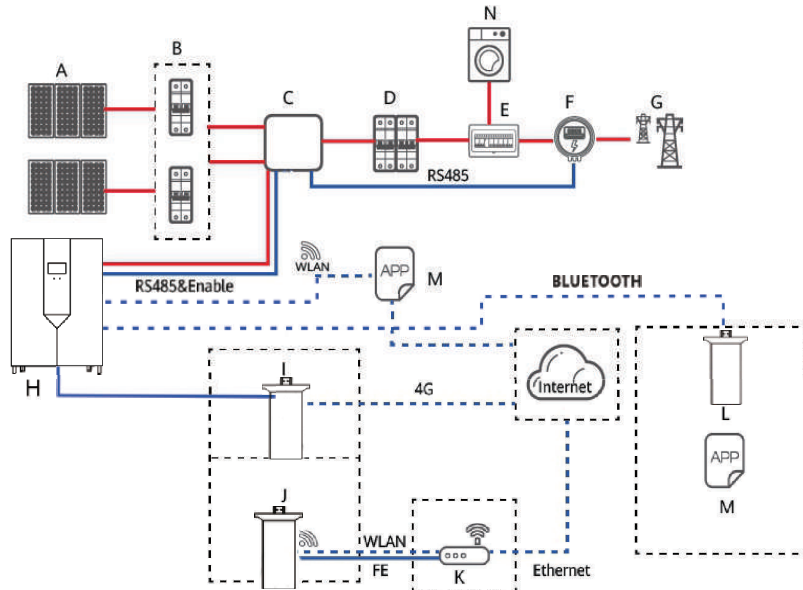 N
B
A
C
D
E
F
G
RS485
WLAN
APP
M
RS485&Enable
BLUETOOTH
H
I
4G
Internet
L
APP
M
J
WLAN
FE
K
Ethernet